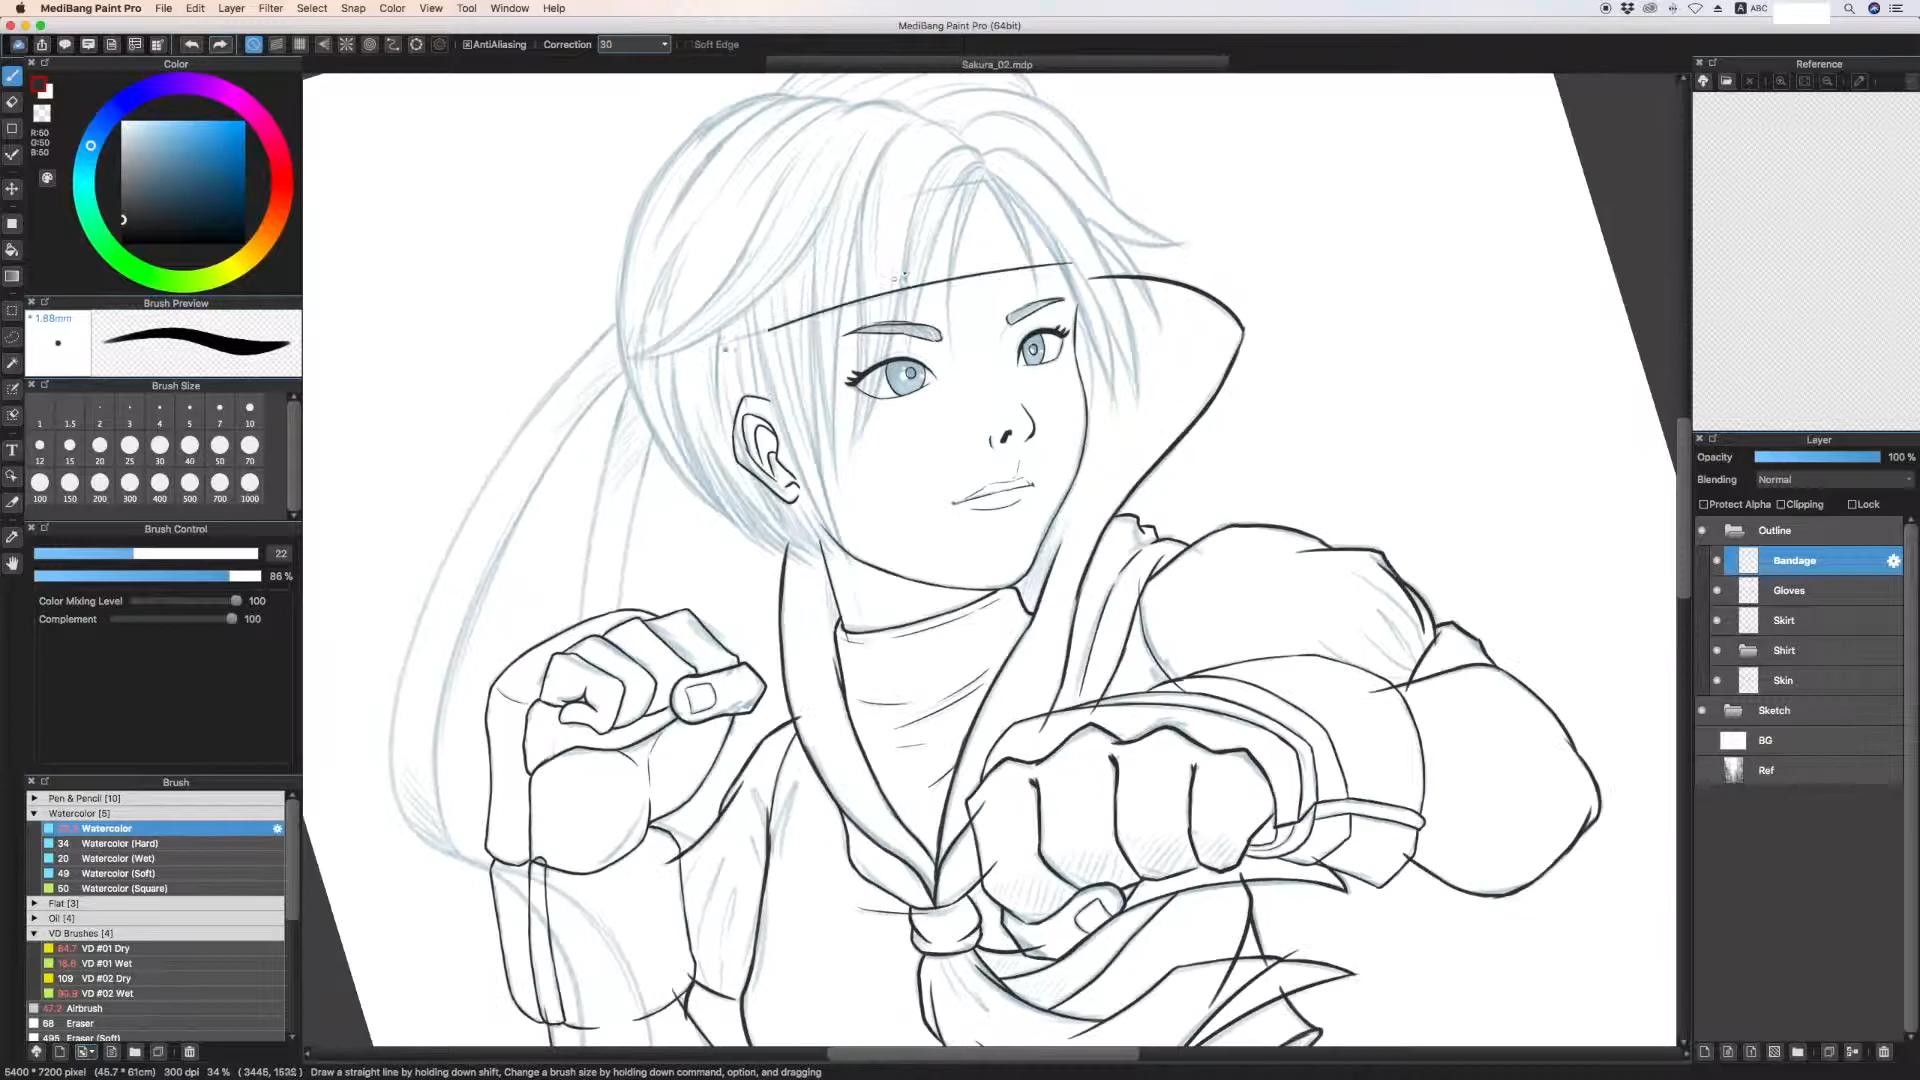 MediBang Paint Pro File Edit Layer Filter Select Snap Color View Tool Window Help
A ABC
MediBang Paint Pro (64bit)
AntiAliasing Correction 30 Soft Edge
Color
Sakura_02.mdp
Reference
R:50
G:50
B:50
Brush Preview
* 1.88mm
Brush Size
1 1.5 2 3 4 5 7 10
12 15 20 25 30 40 50 70
100 150 200 300 400 500 700 1000
Brush Control
22
86 %
Color Mixing Level 100
Complement 100
Brush
Pen & Pencil [10]
Watercolor [5]
Watercolor
34 Watercolor (Hard)
20 Watercolor (Wet)
49 Watercolor (Soft)
50 Watercolor (Square)
Flat [3]
Oil [4]
VD Brushes [4]
64.7 VD #01 Dry
VD #01 Wet
109 VD #02 Dry
VD #02 Wet
47.2 Airbrush
68 Eraser
495 Eraser (Soft)
Layer
Opacity 100 %
Blending Normal
Protect Alpha Clipping Lock
Outline
Bandage
Gloves
Skirt
Shirt
Skin
Sketch
BG
Ref
T
5400 * 7200 pixel (45.7 * 61cm) 300 dpi 34 % Draw a straight line by holding down shift, Change a brush size by holding down command, option, and dragging